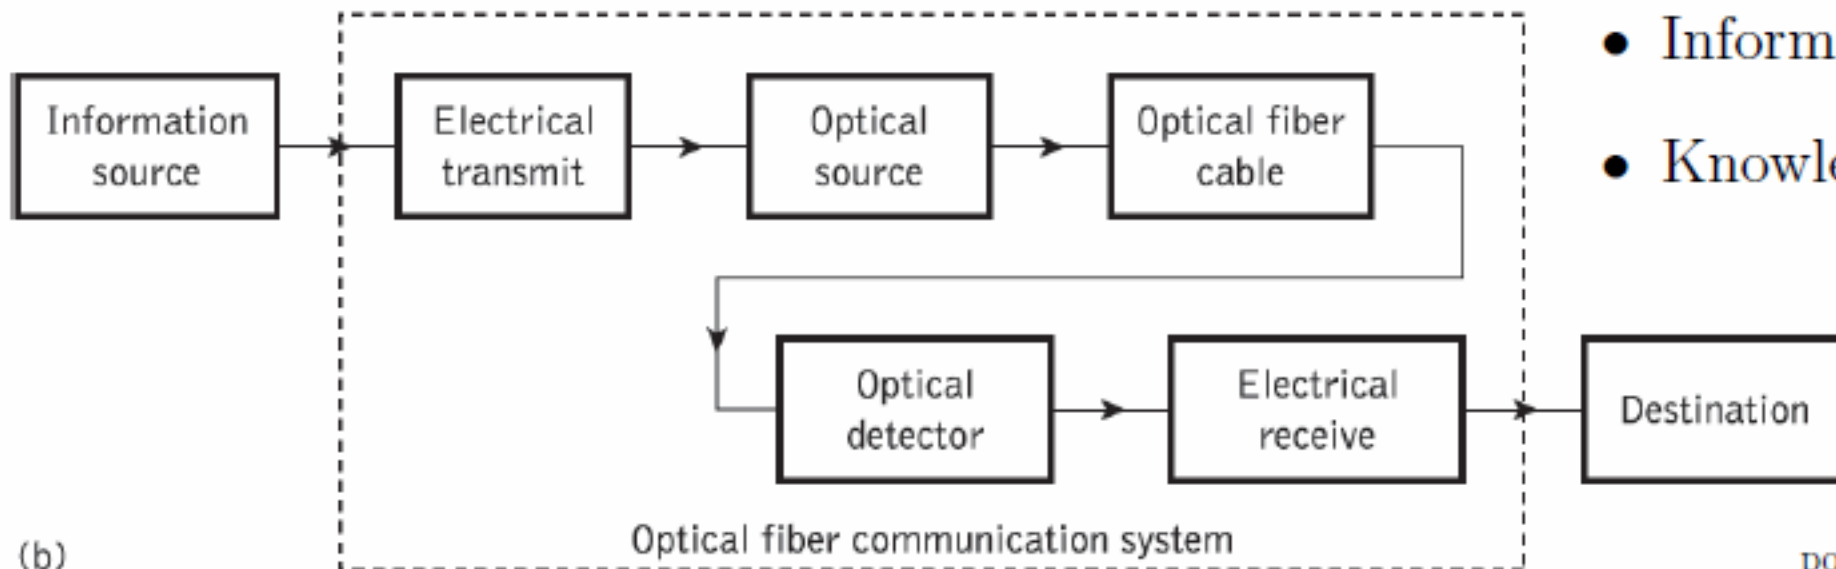 Information
source
Electrical
transmit
Optical
source
Optical fiber
cable
Optical
detector
Electrical
receive
Destination
Optical fiber communication system
(b)
• Inform
• Knowle